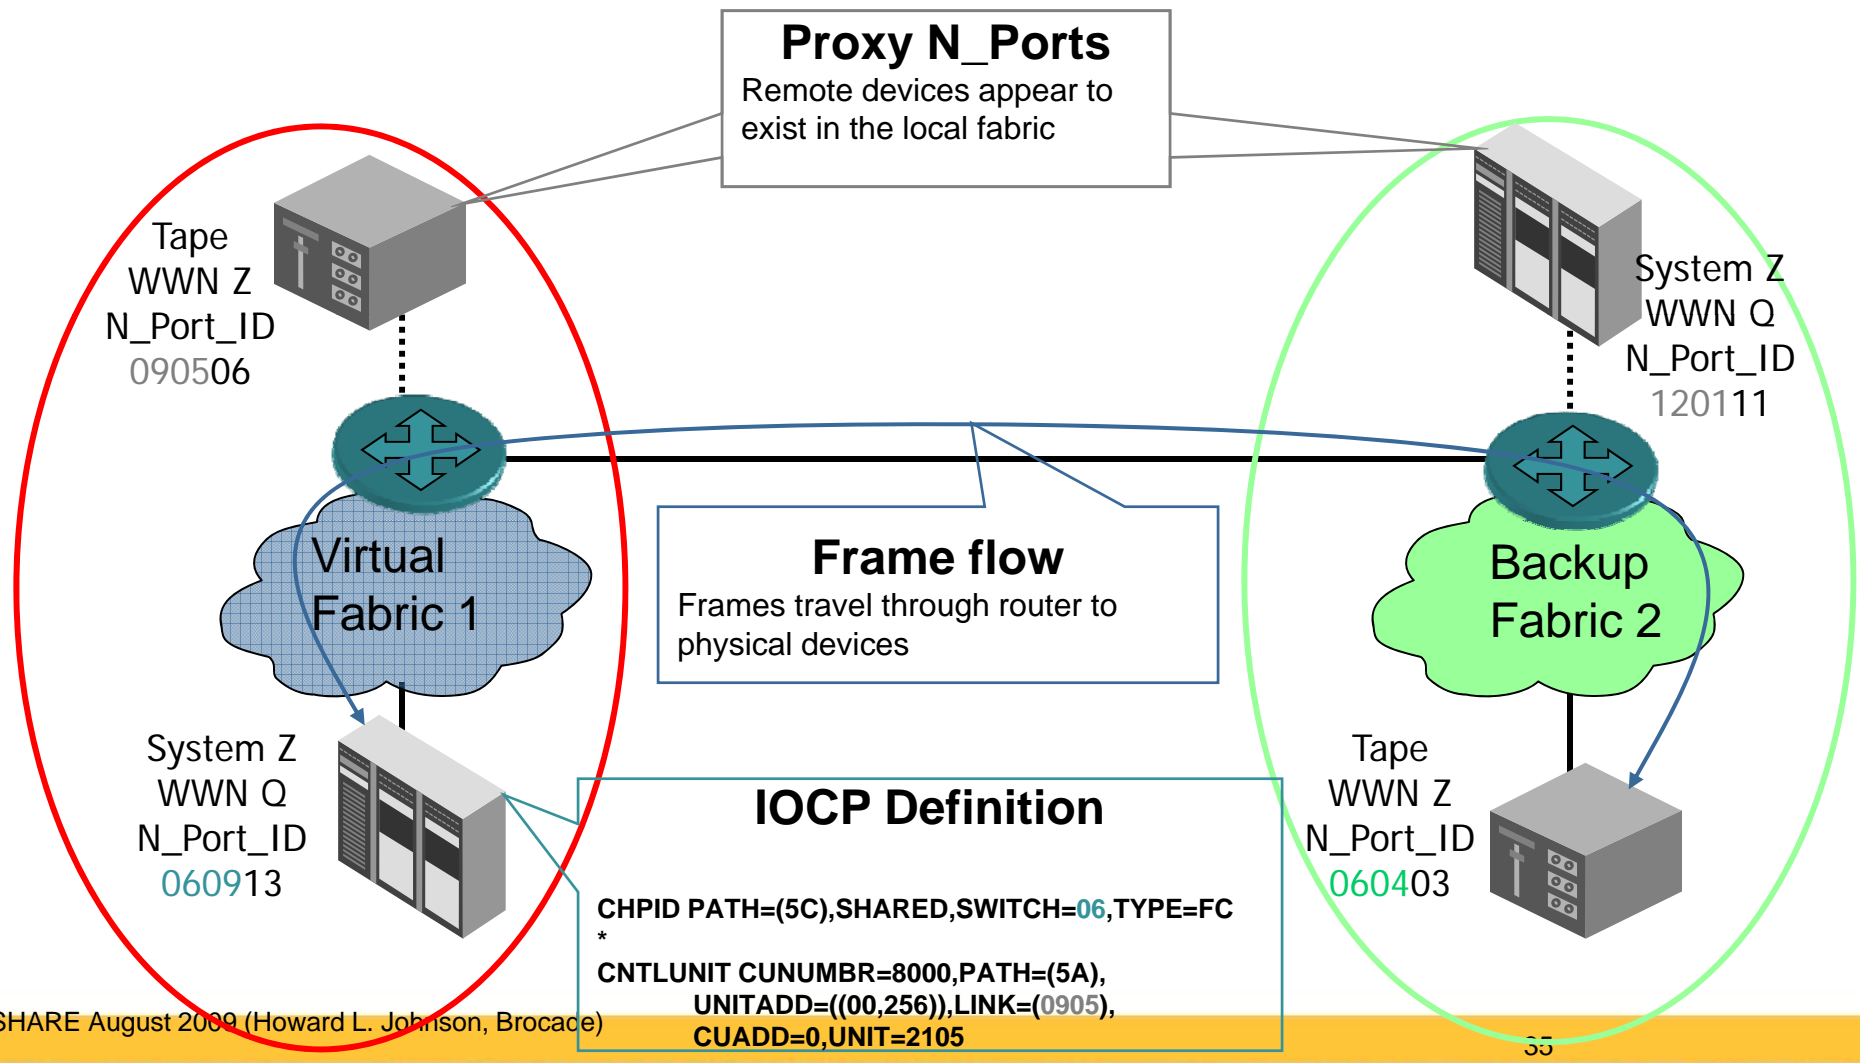 Proxy N_Ports
Remote devices appear to
exist in the local fabric
Tape
WWN Z
N_Port_ID
090506
System Z
WWN Q
N_Port_ID
120111
Virtual
Fabric 1
Frame flow
Frames travel through router to
physical devices
Backup
Fabric 2
System Z
WWN Q
N_Port_ID
060913
IOCP Definition
CHPID PATH=(5C),SHARED,SWITCH=06,TYPE=FC
*
CNTLUNIT CUNUMBR=8000,PATH=(5A),
UNITADD=((00,256)),LINK=(0905),
CUADD=0,UNIT=2105
Tape
WWN Z
N_Port_ID
060403
SHARE August 2009 (Howard L. Johnson, Brocade)
35